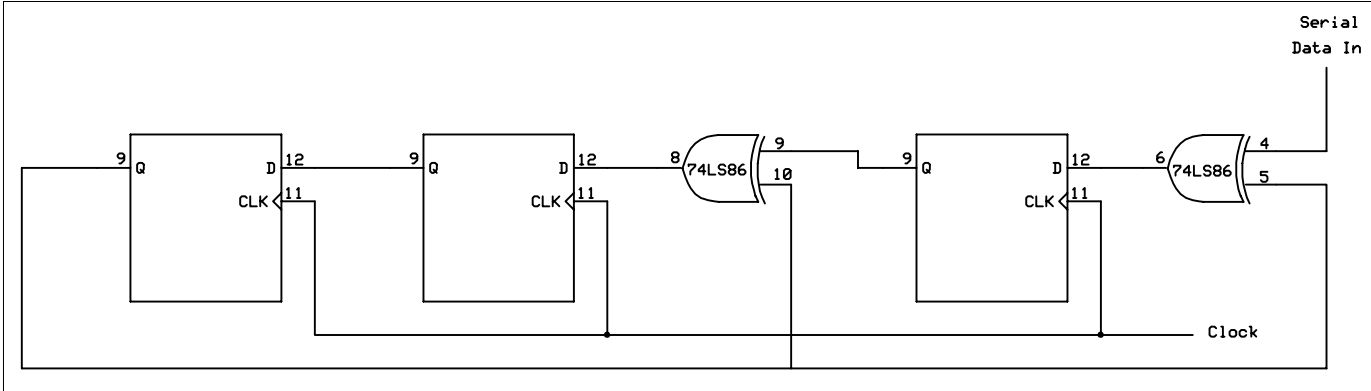 Serial
Data In
9 Q D 12
CLK 11
9 Q D 12
CLK 11
8 74LS86 9
10
9 Q D 12
CLK 11
6 74LS86 4
5
Clock